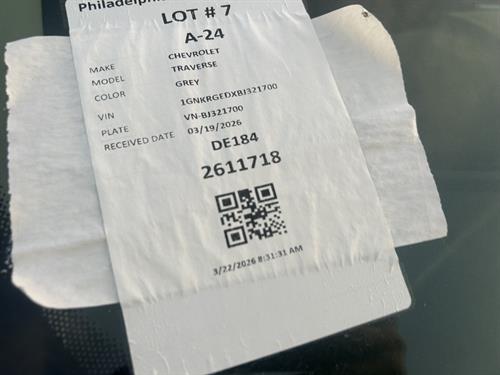 Philadelphi
LOT # 7
A-24
MAKE CHEVROLET
MODEL TRAVERSE
COLOR GREY
VIN 1GNKRGEDXBJ321700
PLATE VN-BJ321700
RECEIVED DATE 03/19/2026
DE184
2611718
3/22/2026 8:31:31 AM